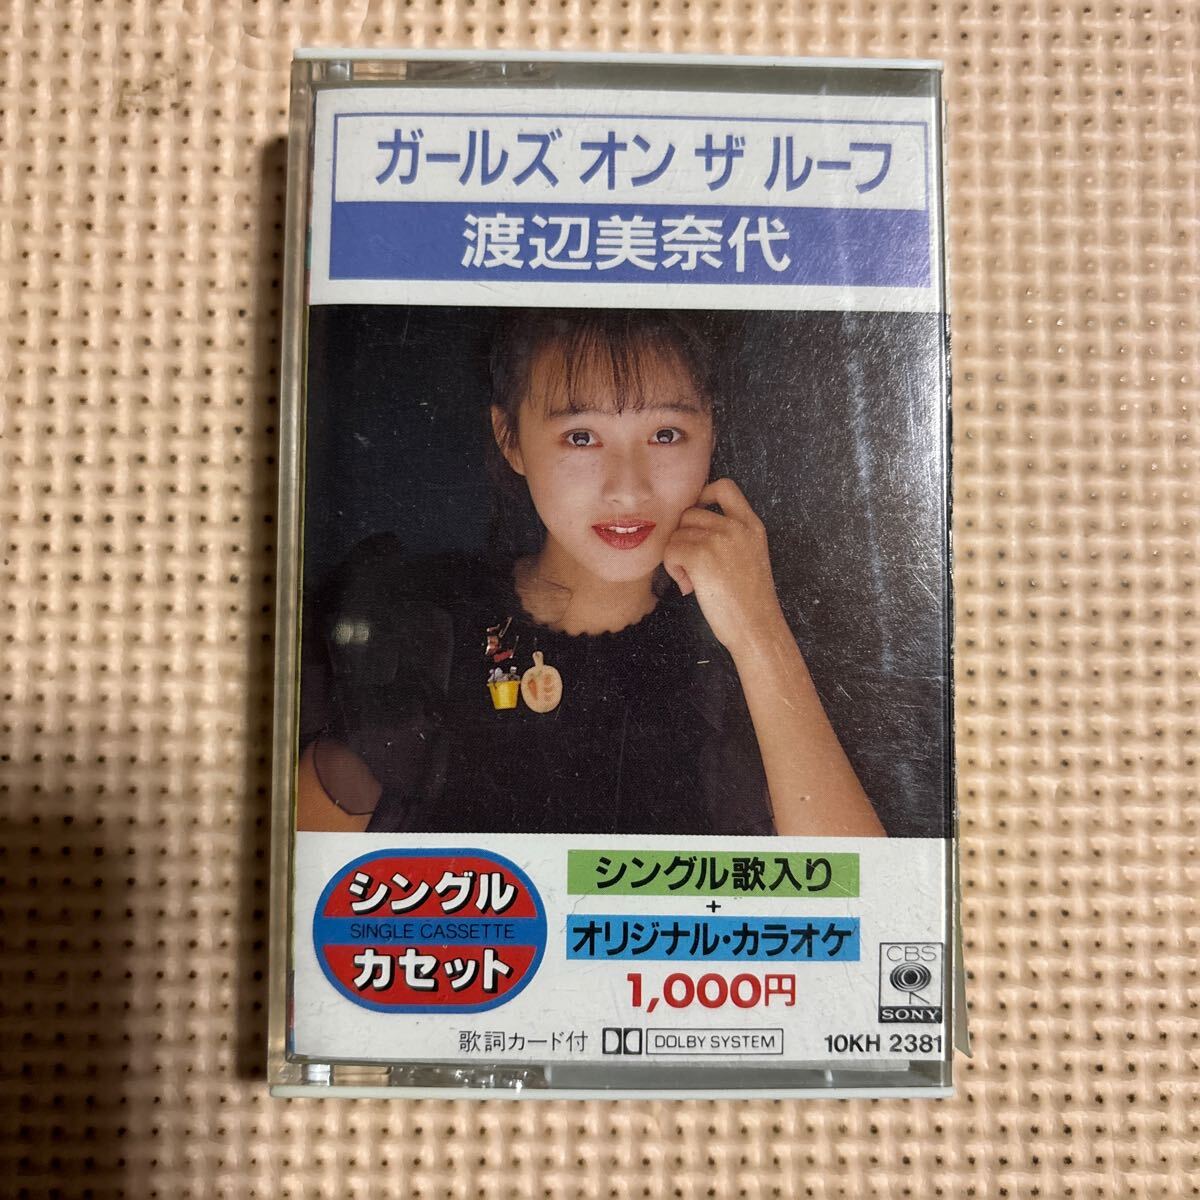 ガールズ オン ザ ルーフ
渡辺美奈代
シングル
SINGLE CASSETTE
カセット
シングル歌入り
+
オリジナル・カラオケ
1,000円
歌詞カード付 DOLBY SYSTEM
CBS
SONY
10KH 2381